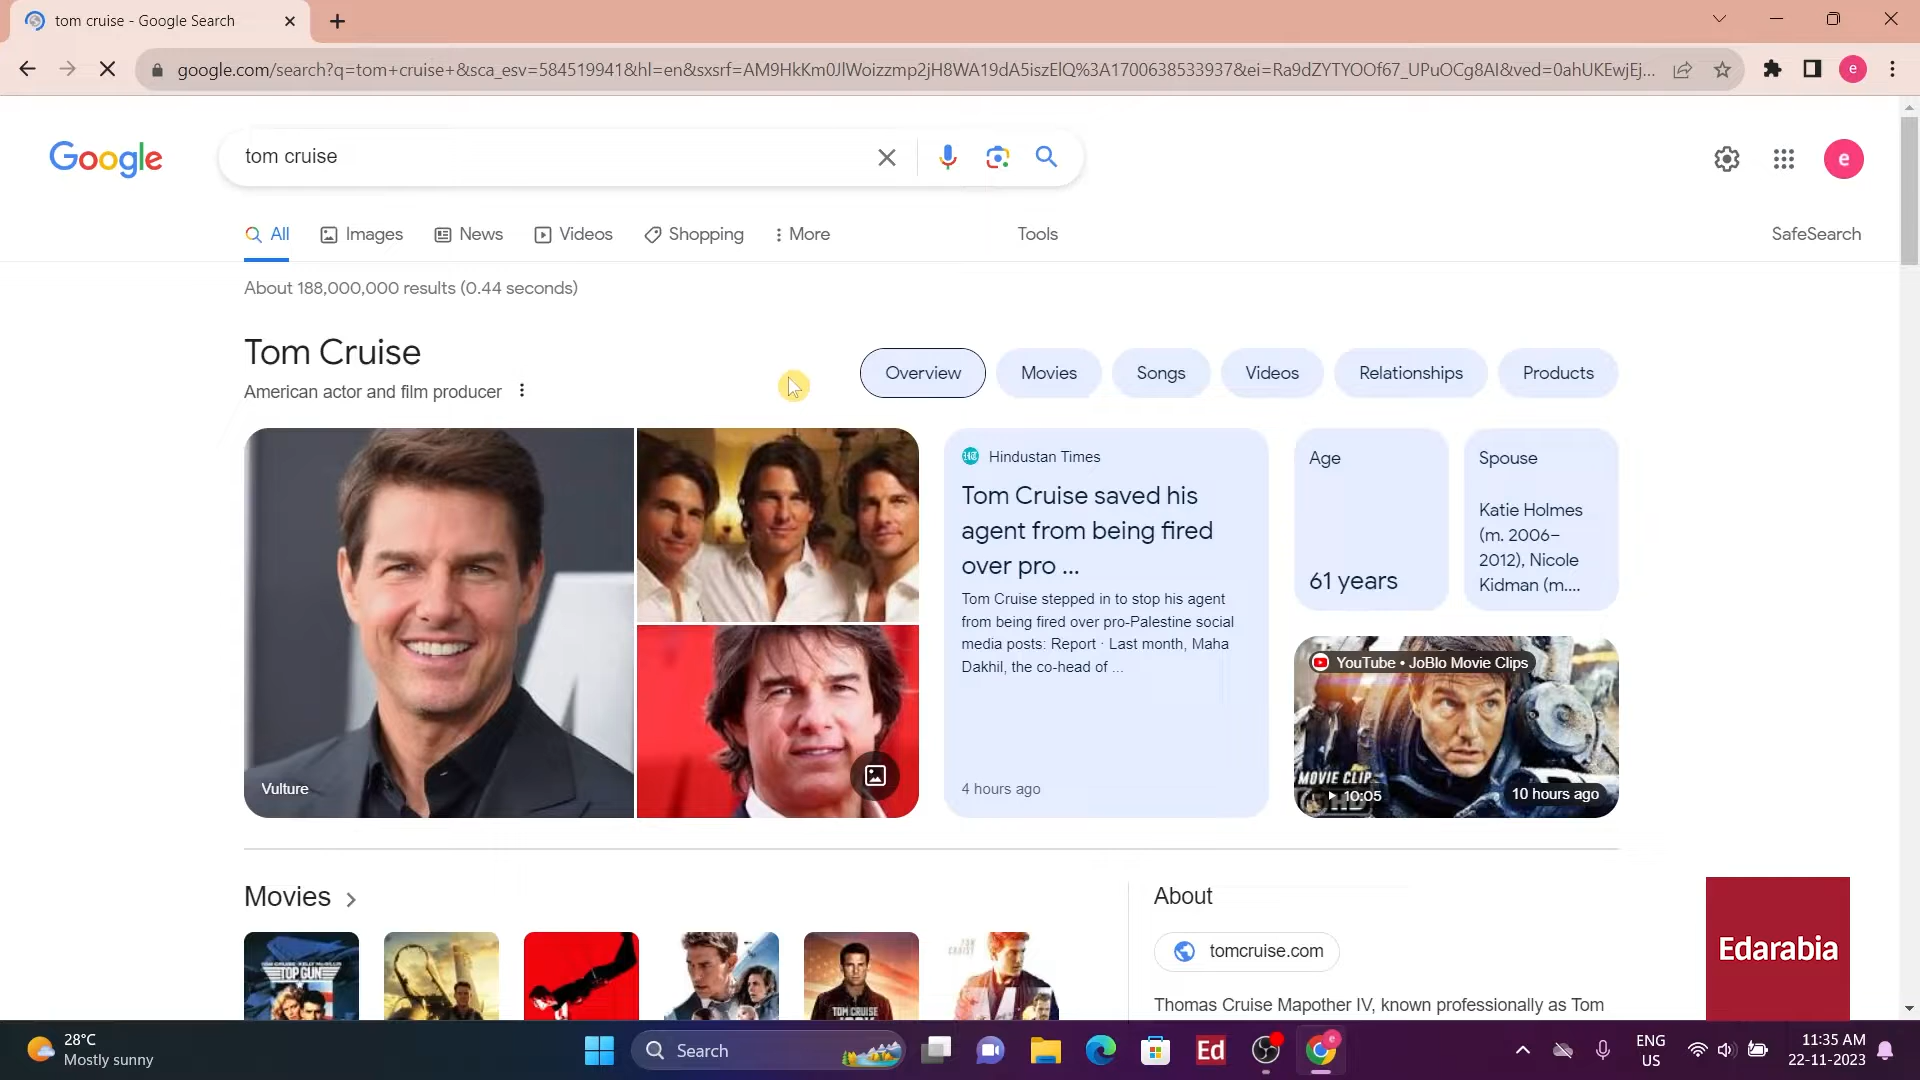 tom cruise - Google Search
google.com/search?q=tom+cruise+&sca_esv=584519941&hl=en&sxsrf=AM9HkKm0JlWoizzmp2jH8WA19dA5iszElQ%3A1700638533937&ei=Ra9dZYTYOOf67_UPuOCg8AI&ved=0ahUKEwjEj...
e
Google
tom cruise
e
All
Images
News
Videos
Shopping
More
Tools
SafeSearch
About 188,000,000 results (0.44 seconds)
Tom Cruise
American actor and film producer
Overview
Movies
Songs
Videos
Relationships
Products
Vulture
Hindustan Times
Tom Cruise saved his
agent from being fired
over pro ...
Tom Cruise stepped in to stop his agent
from being fired over pro-Palestine social
media posts: Report · Last month, Maha
Dakhil, the co-head of ...
4 hours ago
Age
61 years
Spouse
Katie Holmes
(m. 2006–
2012), Nicole
Kidman (m....
YouTube • JoBlo Movie Clips
MOVIE CLIP
10:05
10 hours ago
Movies
TOP GUN
TOM CRUISE
TOM
CRUISE
About
tomcruise.com
Thomas Cruise Mapother IV, known professionally as Tom
Edarabia
28°C
Mostly sunny
Search
Ed
ENG
US
11:35 AM
22-11-2023